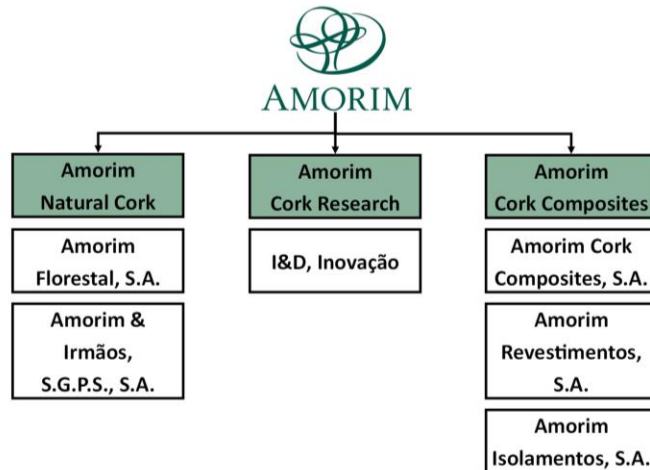 AMORIM
Amorim
Natural Cork
Amorim
Florestal, S.A.
Amorim &
Irmãos,
S.G.P.S., S.A.
Amorim
Cork Research
I&D, Inovação
Amorim
Cork Composites
Amorim Cork
Composites, S.A.
Amorim
Revestimentos,
S.A.
Amorim
Isolamentos, S.A.